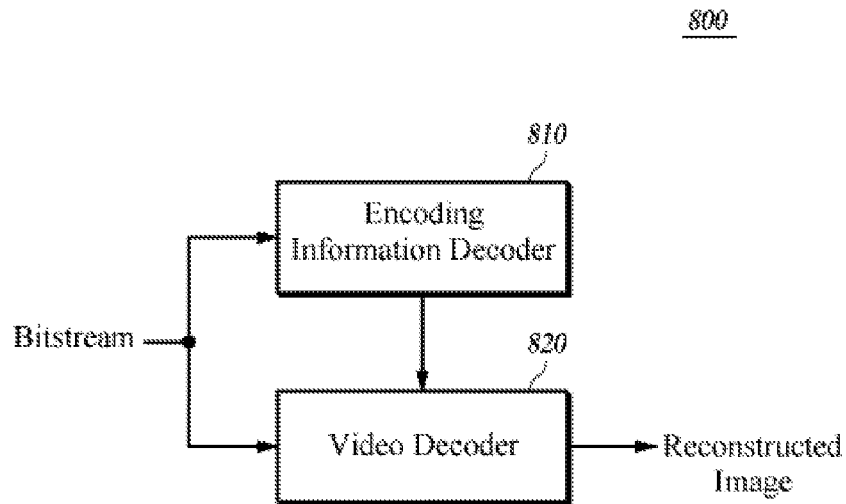 800
810
Encoding
Information Decoder
Bitstream
820
Video Decoder
Reconstructed
Image